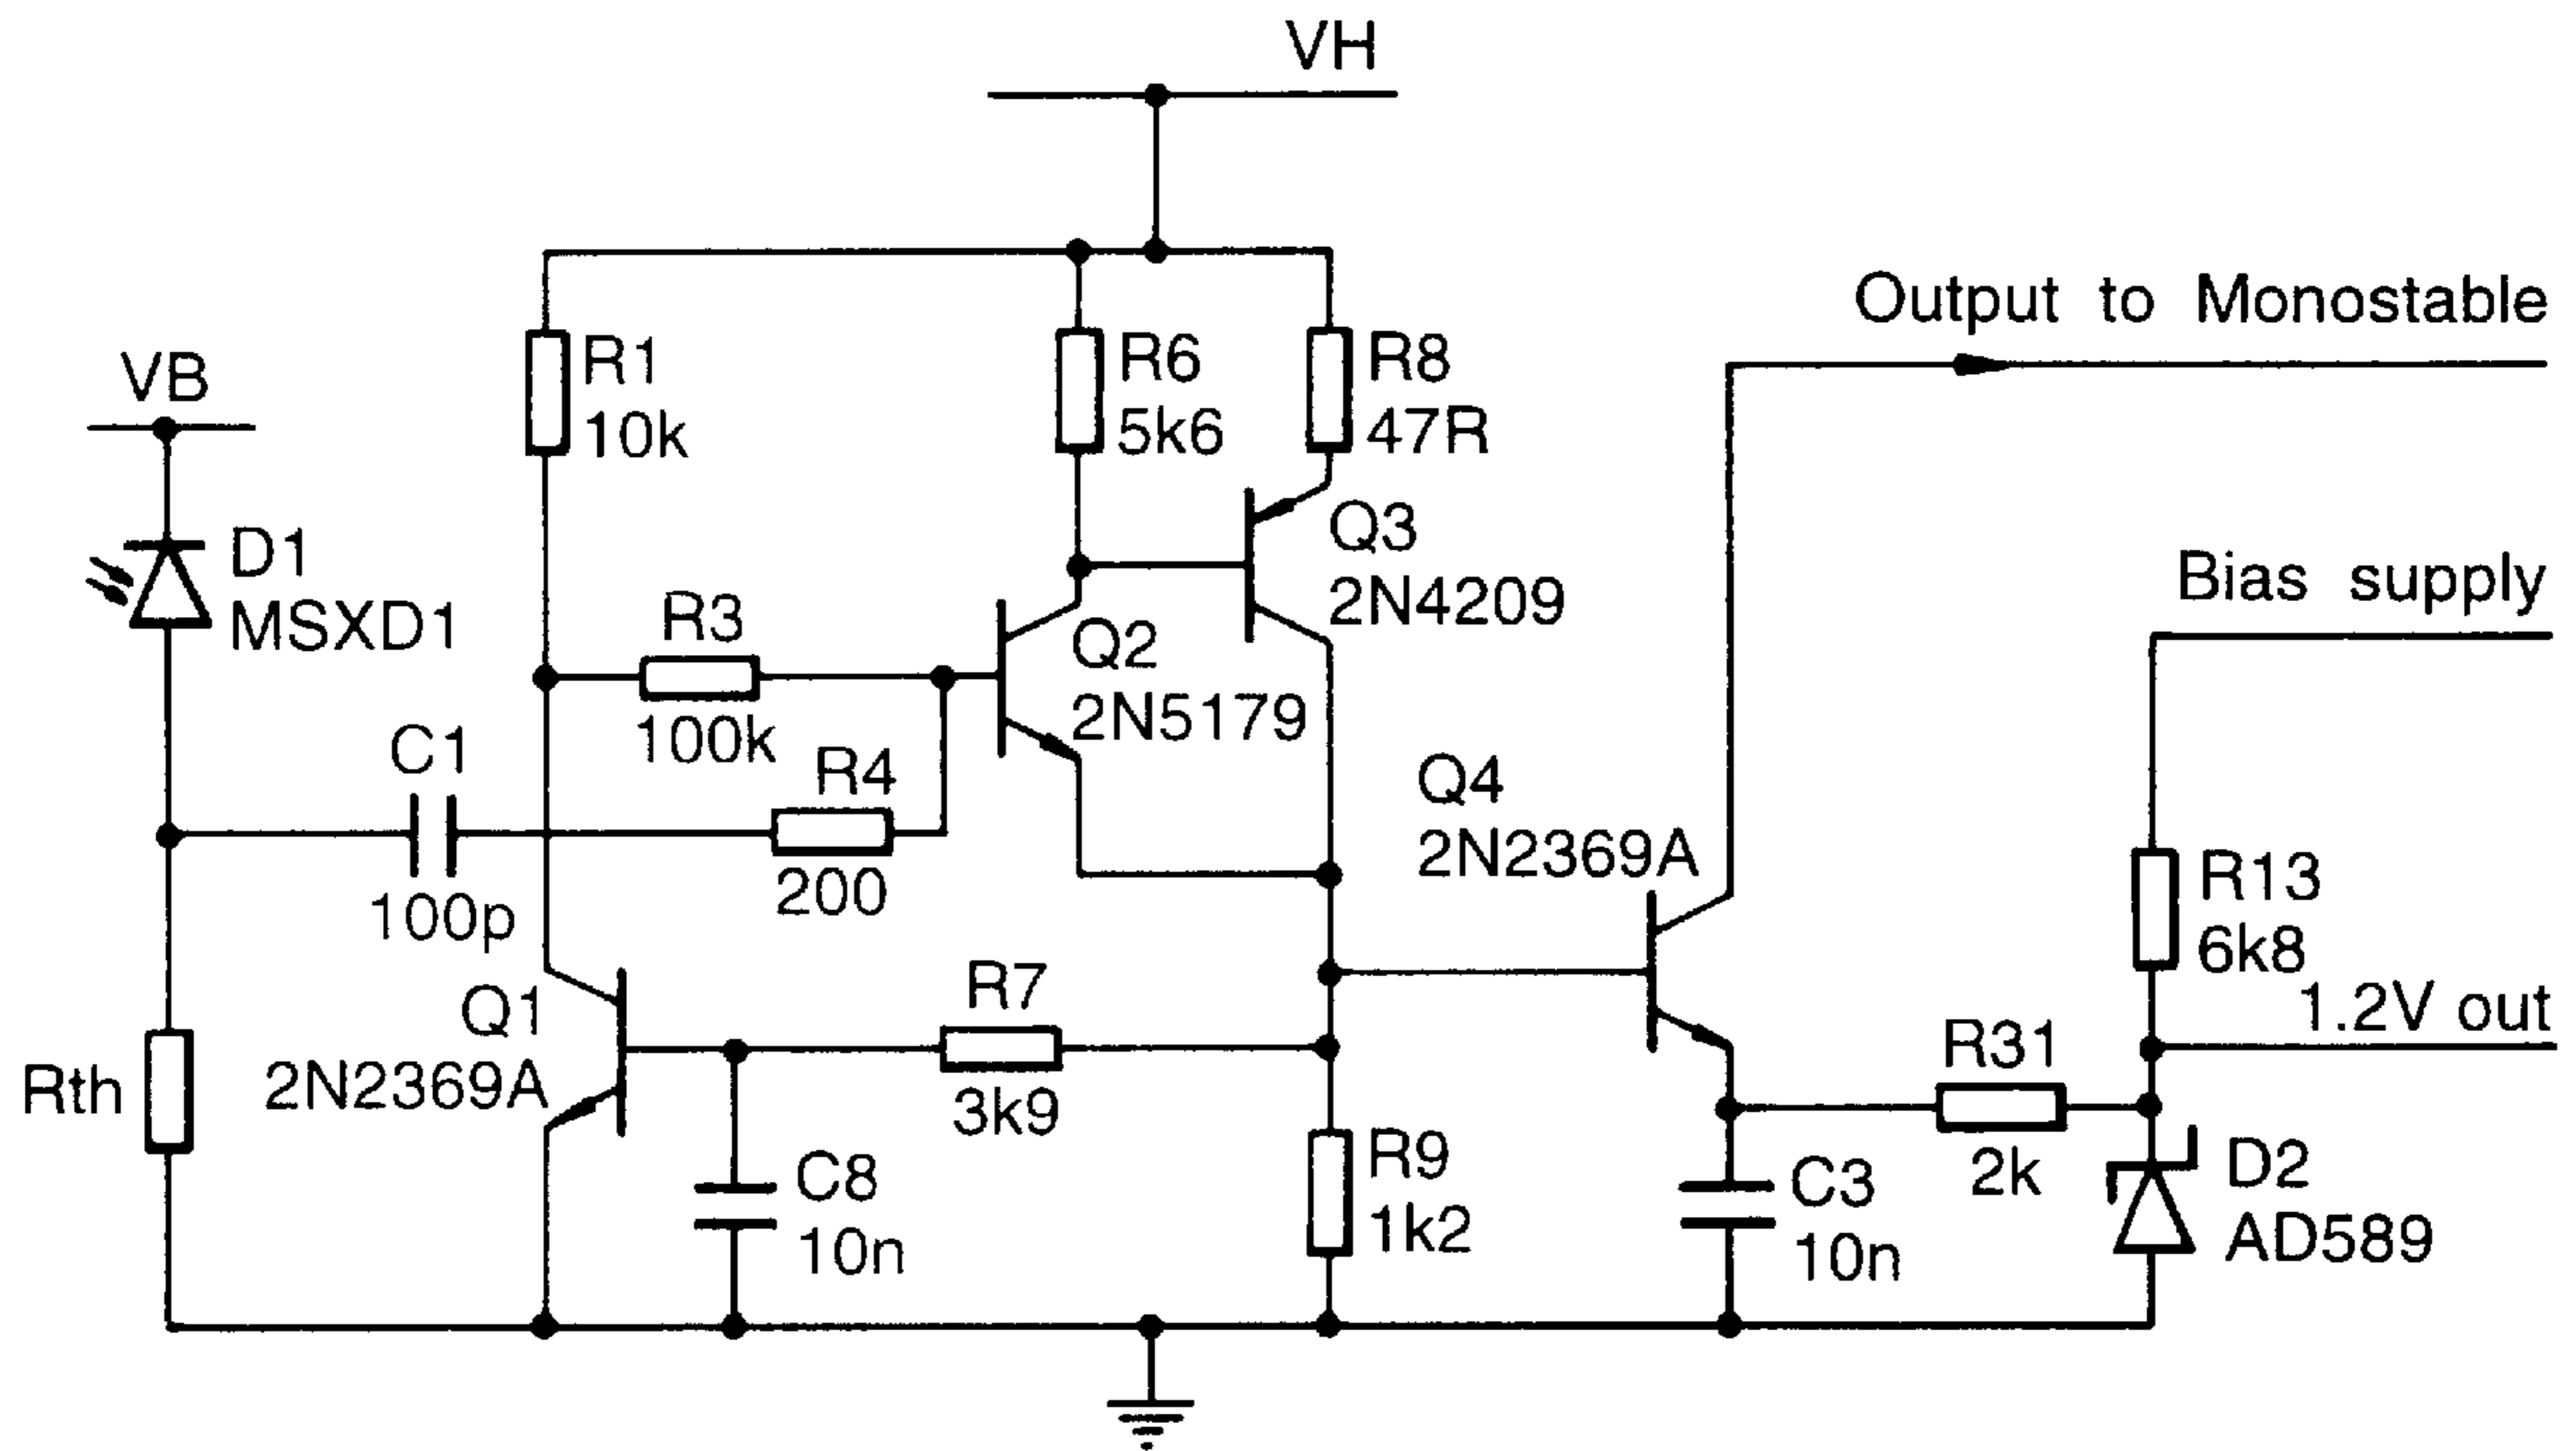 VH
Output to Monostable
VB
R1
10k
R6
5k6
R8
47R
D1
MSXD1
Q3
2N4209
Bias supply
R3
100k
Q2
2N5179
C1
100p
R4
200
Q4
2N2369A
R13
6k8
Q1
2N2369A
R7
3k9
1.2V out
R31
2k
Rth
C8
10n
R9
1k2
C3
10n
D2
AD589